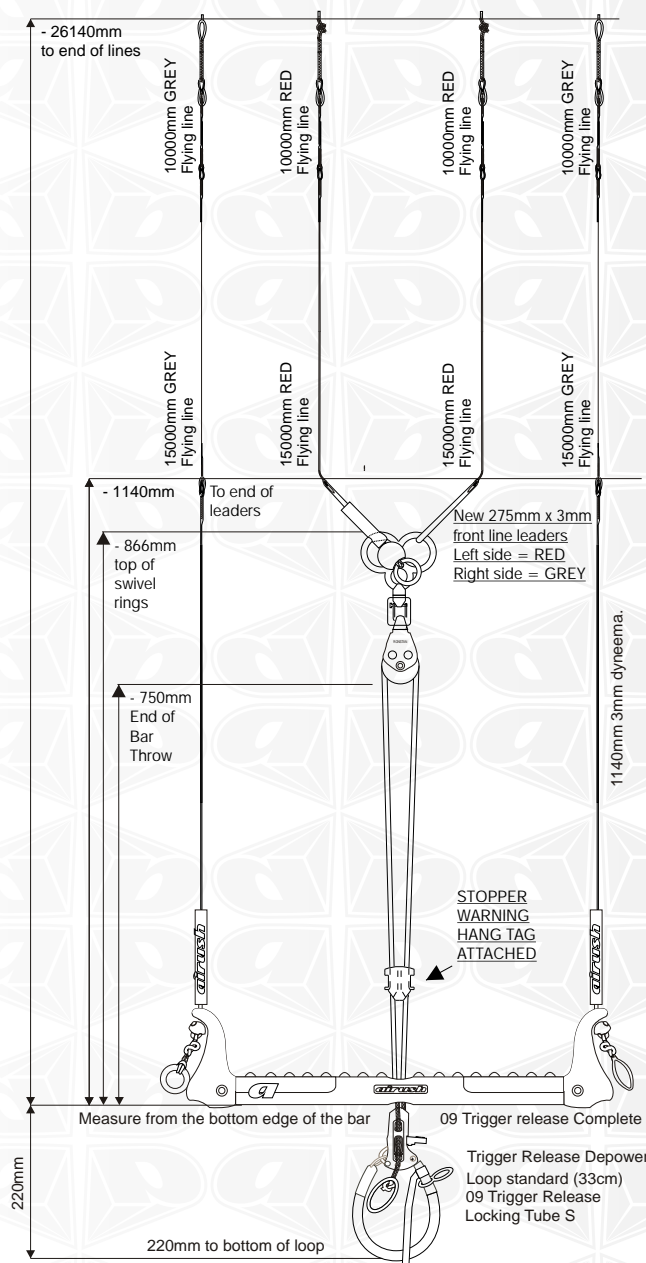 - 26140mm
to end of lines
10000mm GREY
Flying line
10000mm RED
Flying line
10000mm RED
Flying line
10000mm GREY
Flying line
15000mm GREY
Flying line
15000mm RED
Flying line
15000mm RED
Flying line
15000mm GREY
Flying line
- 1140mm
To end of
leaders
- 866mm
top of
swivel
rings
New 275mm x 3mm
front line leaders
Left side = RED
Right side = GREY
- 750mm
End of
Bar
Throw
1140mm 3mm dyneema.
STOPPER
WARNING
HANG TAG
ATTACHED
airush
airush
airush
Measure from the bottom edge of the bar
09 Trigger release Complete
220mm
Trigger Release Depower
Loop standard (33cm)
09 Trigger Release
Locking Tube S
220mm to bottom of loop